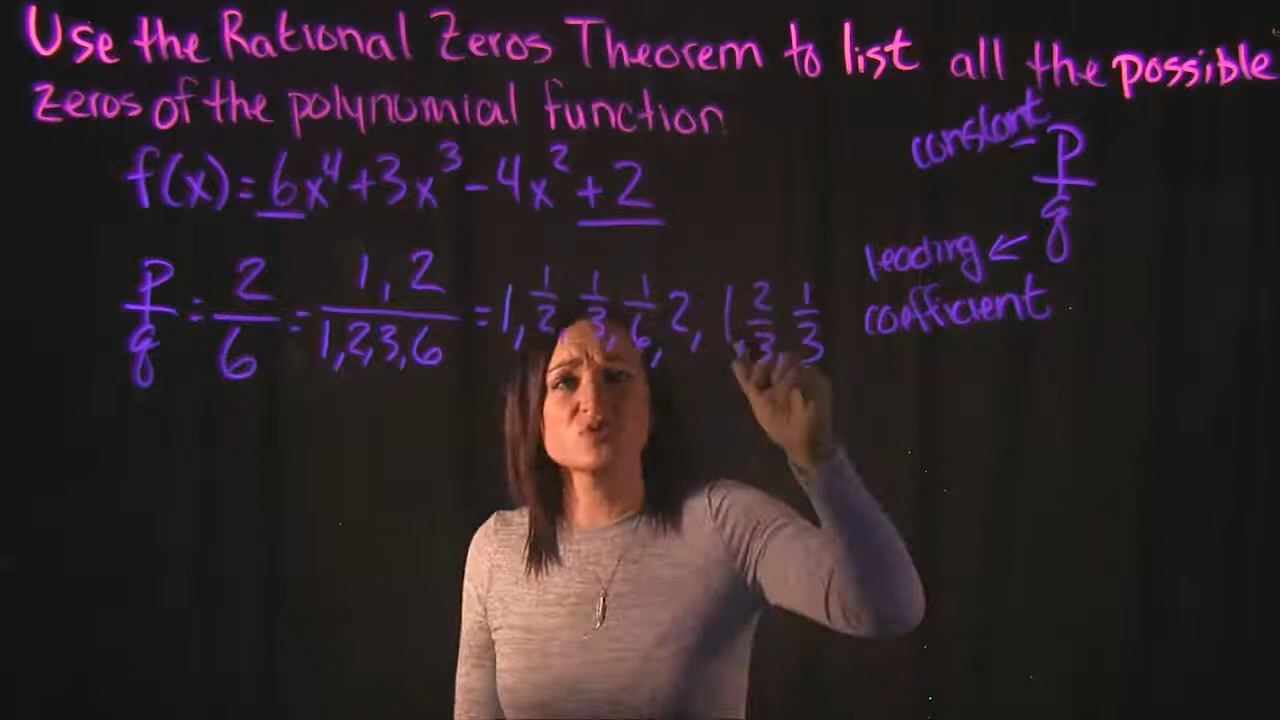 Use the Rational Zeros Theorem to list all the possible
zeros of the polynomial function
constant p/q
f(x) = 6x⁴ + 3x³ - 4x² + 2
leading ←
coefficient
p/q = 2/6 = 1, 2/1, 2, 3, 6 = 1, 1/2, 1/3, 1/6, 2, 1, 2/3, 1/3